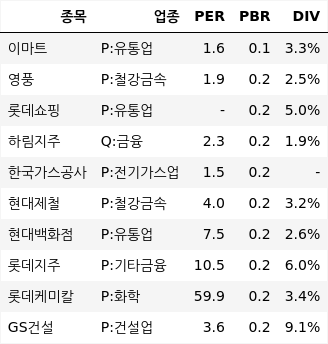 종목 업종 PER PBR DIV
이마트 P:유통업 1.6 0.1 3.3%
영풍 P:철강금속 1.9 0.2 2.5%
롯데쇼핑 P:유통업 - 0.2 5.0%
하림지주 Q:금융 2.3 0.2 1.9%
한국가스공사 P:전기가스업 1.5 0.2 -
현대제철 P:철강금속 4.0 0.2 3.2%
현대백화점 P:유통업 7.5 0.2 2.6%
롯데지주 P:기타금융 10.5 0.2 6.0%
롯데케미칼 P:화학 59.9 0.2 3.4%
GS건설 P:건설업 3.6 0.2 9.1%